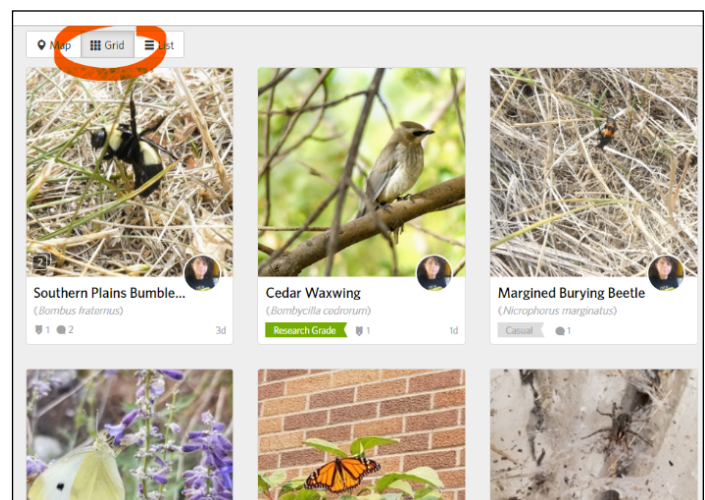 Map Grid List
2
Southern Plains Bumble... Cedar Waxwing Margined Burying Beetle
(Bombus fraternus) (Bombycilla cedrorum) (Nicrophorus marginatus)
1 2 3d Research Grade 1 1d Casual 1